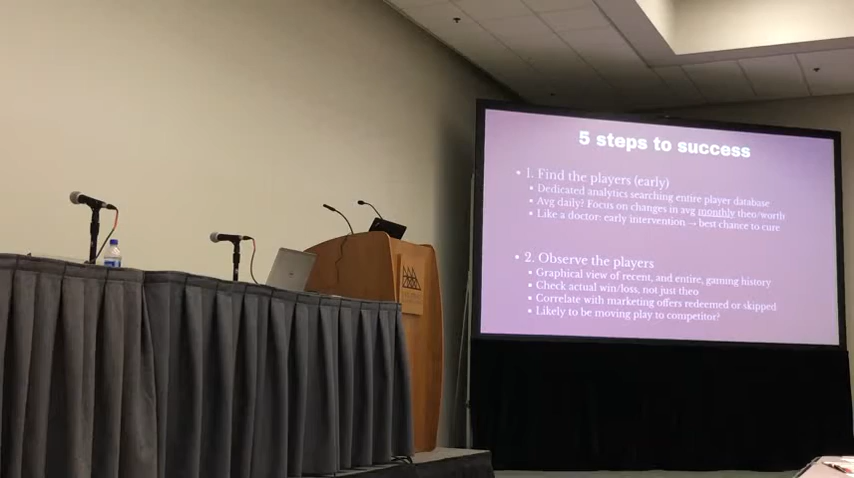 5 steps to success
• 1. Find the players (early)
• Dedicated analytics searching entire player database
• Avg daily? Focus on changes in avg monthly theo/worth
• Like a doctor: early intervention → best chance to cure
• 2. Observe the players
• Graphical view of recent, and entire, gaming history
• Check actual win/loss, not just theo
• Correlate with marketing offers redeemed or skipped
• Likely to be moving play to competitor?